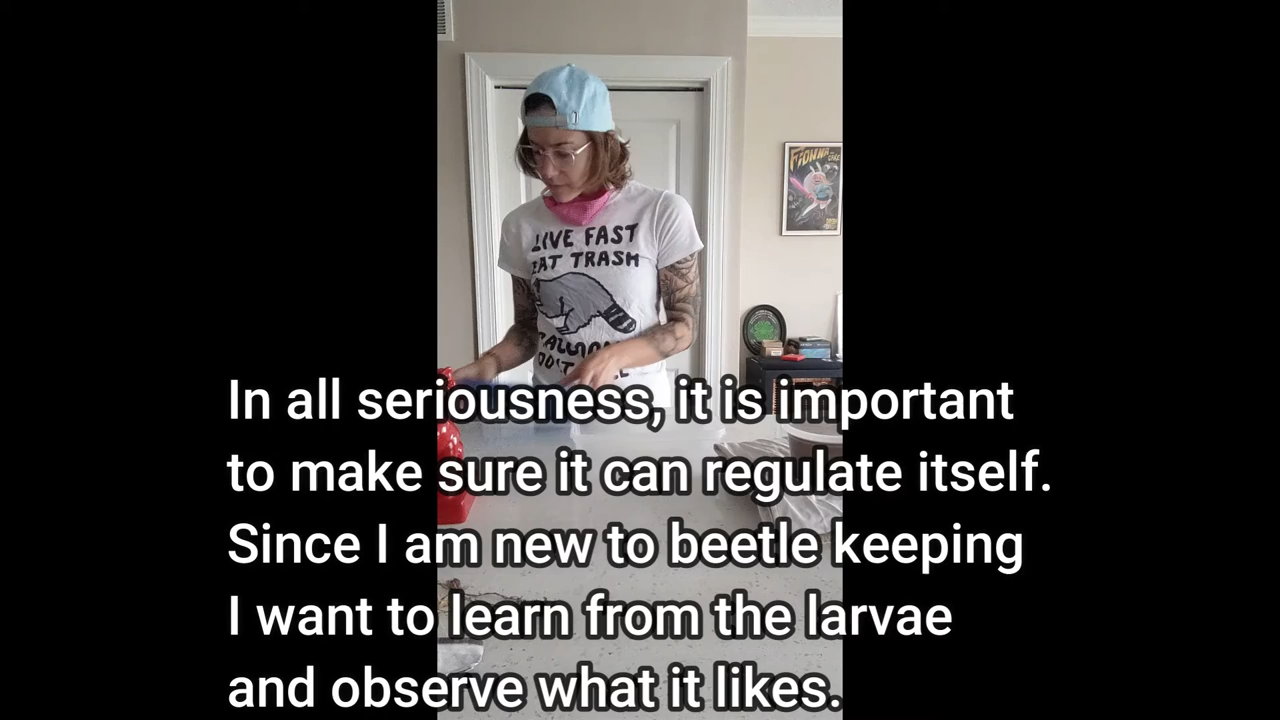 FIONNA
LIVE FAST
EAT TRASH
In all seriousness, it is important
to make sure it can regulate itself.
Since I am new to beetle keeping
I want to learn from the larvae
and observe what it likes.